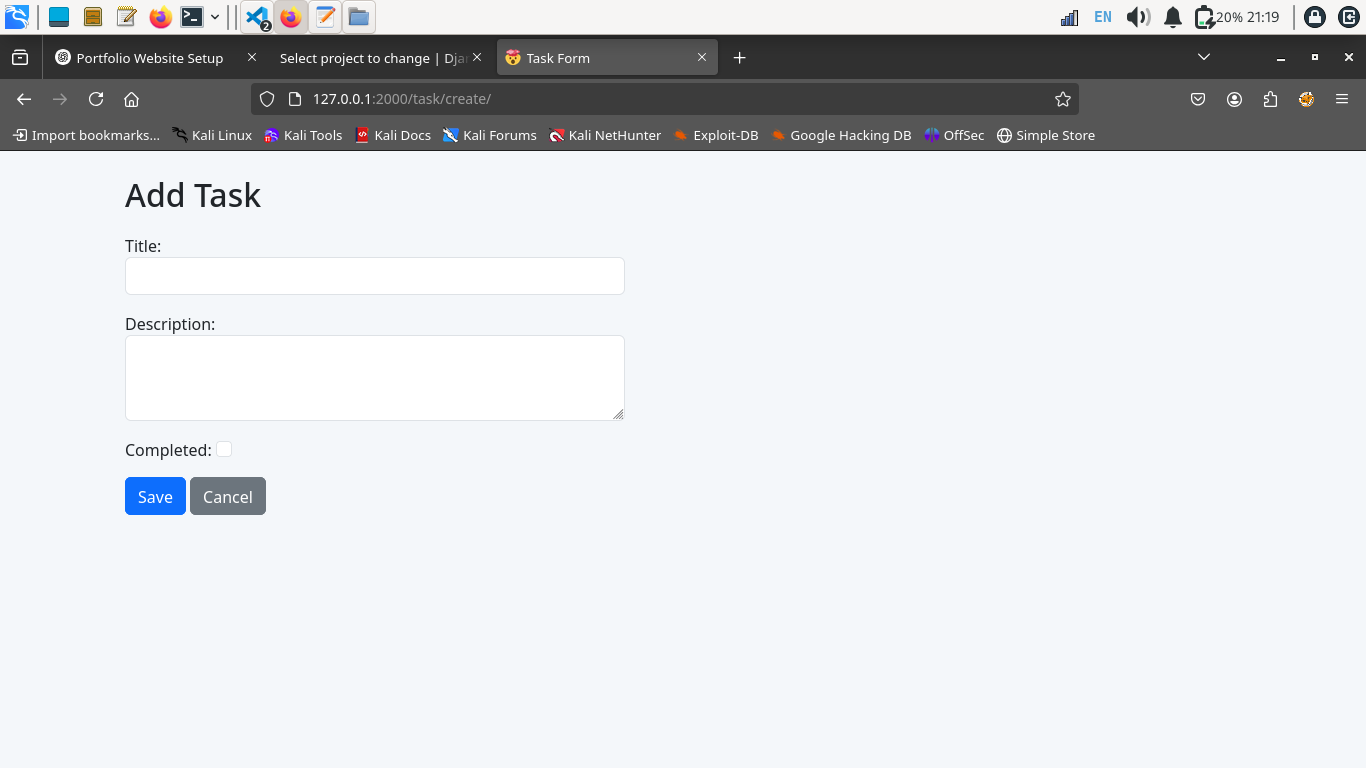 EN
20% 21:19
2
Portfolio Website Setup
Select project to change | Djan
Task Form
127.0.0.1:2000/task/create/
Import bookmarks... Kali Linux Kali Tools Kali Docs Kali Forums Kali NetHunter Exploit-DB Google Hacking DB OffSec Simple Store
Add Task
Title:
Description:
Completed:
Save Cancel